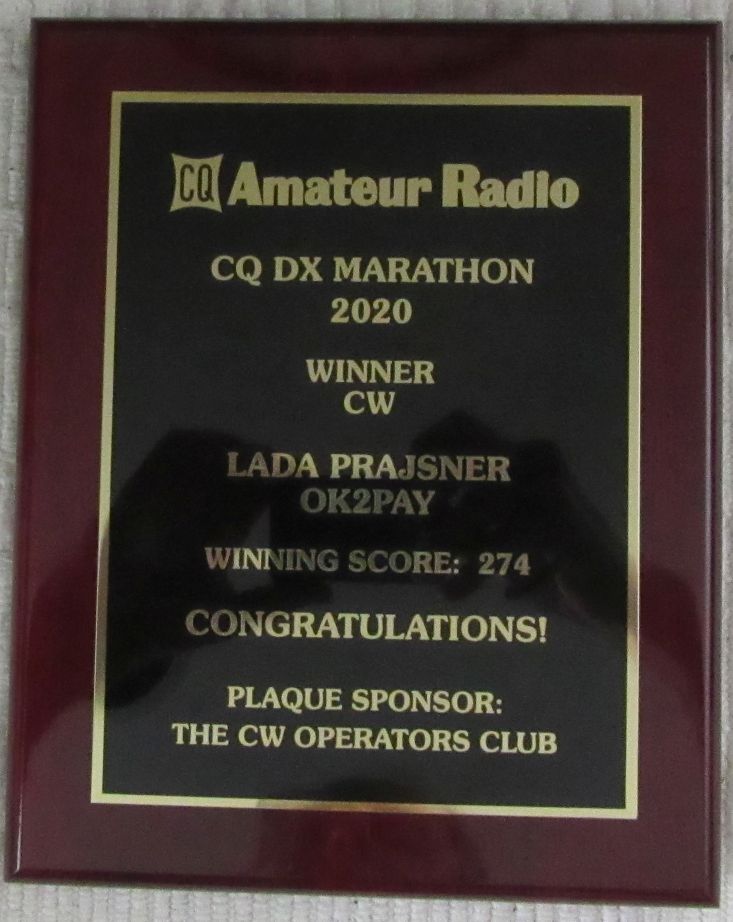 CQ Amateur Radio
CQ DX MARATHON
2020
WINNER
CW
LADA PRAJSNER
OK2PAY
WINNING SCORE: 274
CONGRATULATIONS!
PLAQUE SPONSOR:
THE CW OPERATORS CLUB